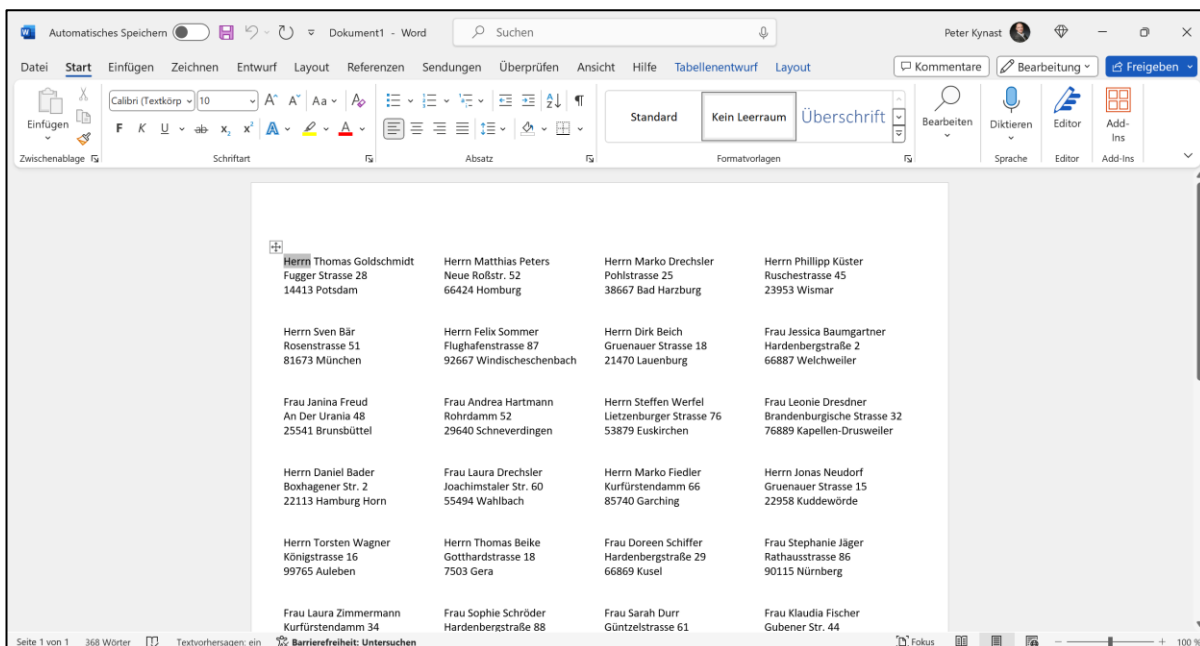 Automatisches Speichern Dokument1 - Word Suchen Peter Kynast
Datei Start Einfügen Zeichnen Entwurf Layout Referenzen Sendungen Überprüfen Ansicht Hilfe Tabellenentwurf Layout Kommentare Bearbeitung Freigeben
Einfügen
Calibri (Textkörp 10
F K U ab x₂ x² A A
Standard Kein Leerraum Überschrift
Bearbeiten Diktieren Editor Add-Ins
Zwischenablage Schriftart Absatz Formatvorlagen Sprache Editor Add-Ins
Herrn Thomas Goldschmidt
Fugger Strasse 28
14413 Potsdam
Herrn Matthias Peters
Neue Roßstr. 52
66424 Homburg
Herrn Marko Drechsler
Pohlstrasse 25
38667 Bad Harzburg
Herrn Phillipp Küster
Ruschestrasse 45
23953 Wismar
Herrn Sven Bär
Rosenstrasse 51
81673 München
Herrn Felix Sommer
Flughafenstrasse 87
92667 Windischeschenbach
Herrn Dirk Beich
Gruenauer Strasse 18
21470 Lauenburg
Frau Jessica Baumgartner
Hardenbergstraße 2
66887 Welchweiler
Frau Janina Freud
An Der Urania 48
25541 Brunsbüttel
Frau Andrea Hartmann
Rohrdamm 52
29640 Schneverdingen
Herrn Steffen Werfel
Lietzenburger Strasse 76
53879 Euskirchen
Frau Leonie Dresdner
Brandenburgische Strasse 32
76889 Kapellen-Drusweiler
Herrn Daniel Bader
Boxhagener Str. 2
22113 Hamburg Horn
Frau Laura Drechsler
Joachimstaler Str. 60
55494 Wahlbach
Herrn Marko Fiedler
Kurfürstendamm 66
85740 Garching
Herrn Jonas Neudorf
Gruenauer Strasse 15
22958 Kuddewörde
Herrn Torsten Wagner
Königstrasse 16
99765 Auleben
Herrn Thomas Beike
Gotthardstrasse 18
7503 Gera
Frau Doreen Schiffer
Hardenbergstraße 29
66869 Kusel
Frau Stephanie Jäger
Rathausstrasse 86
90115 Nürnberg
Frau Laura Zimmermann
Kurfürstendamm 34
Frau Sophie Schröder
Hardenbergstraße 88
Frau Sarah Durr
Güntzelstrasse 61
Frau Klaudia Fischer
Gubener Str. 44
Seite 1 von 1 368 Wörter Textvorhersagen: ein Barrierefreiheit: Untersuchen Fokus 100 %